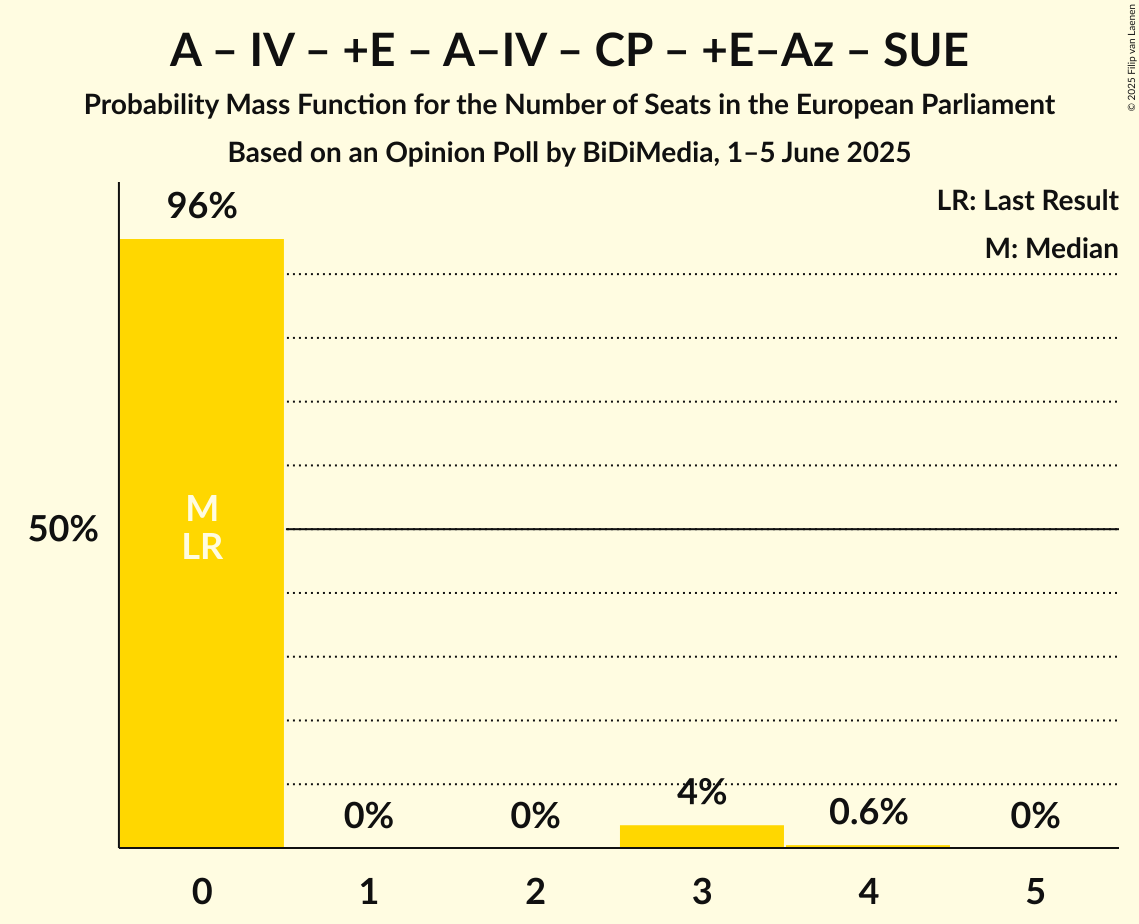 A – IV – +E – A–IV – CP – +E–Az – SUE
Probability Mass Function for the Number of Seats in the European Parliament
Based on an Opinion Poll by BiDiMedia, 1–5 June 2025
© 2025 Filip van Laenen
LR: Last Result
M: Median
96%
50%
M
LR
0%
0%
4%
0.6%
0%
0
1
2
3
4
5